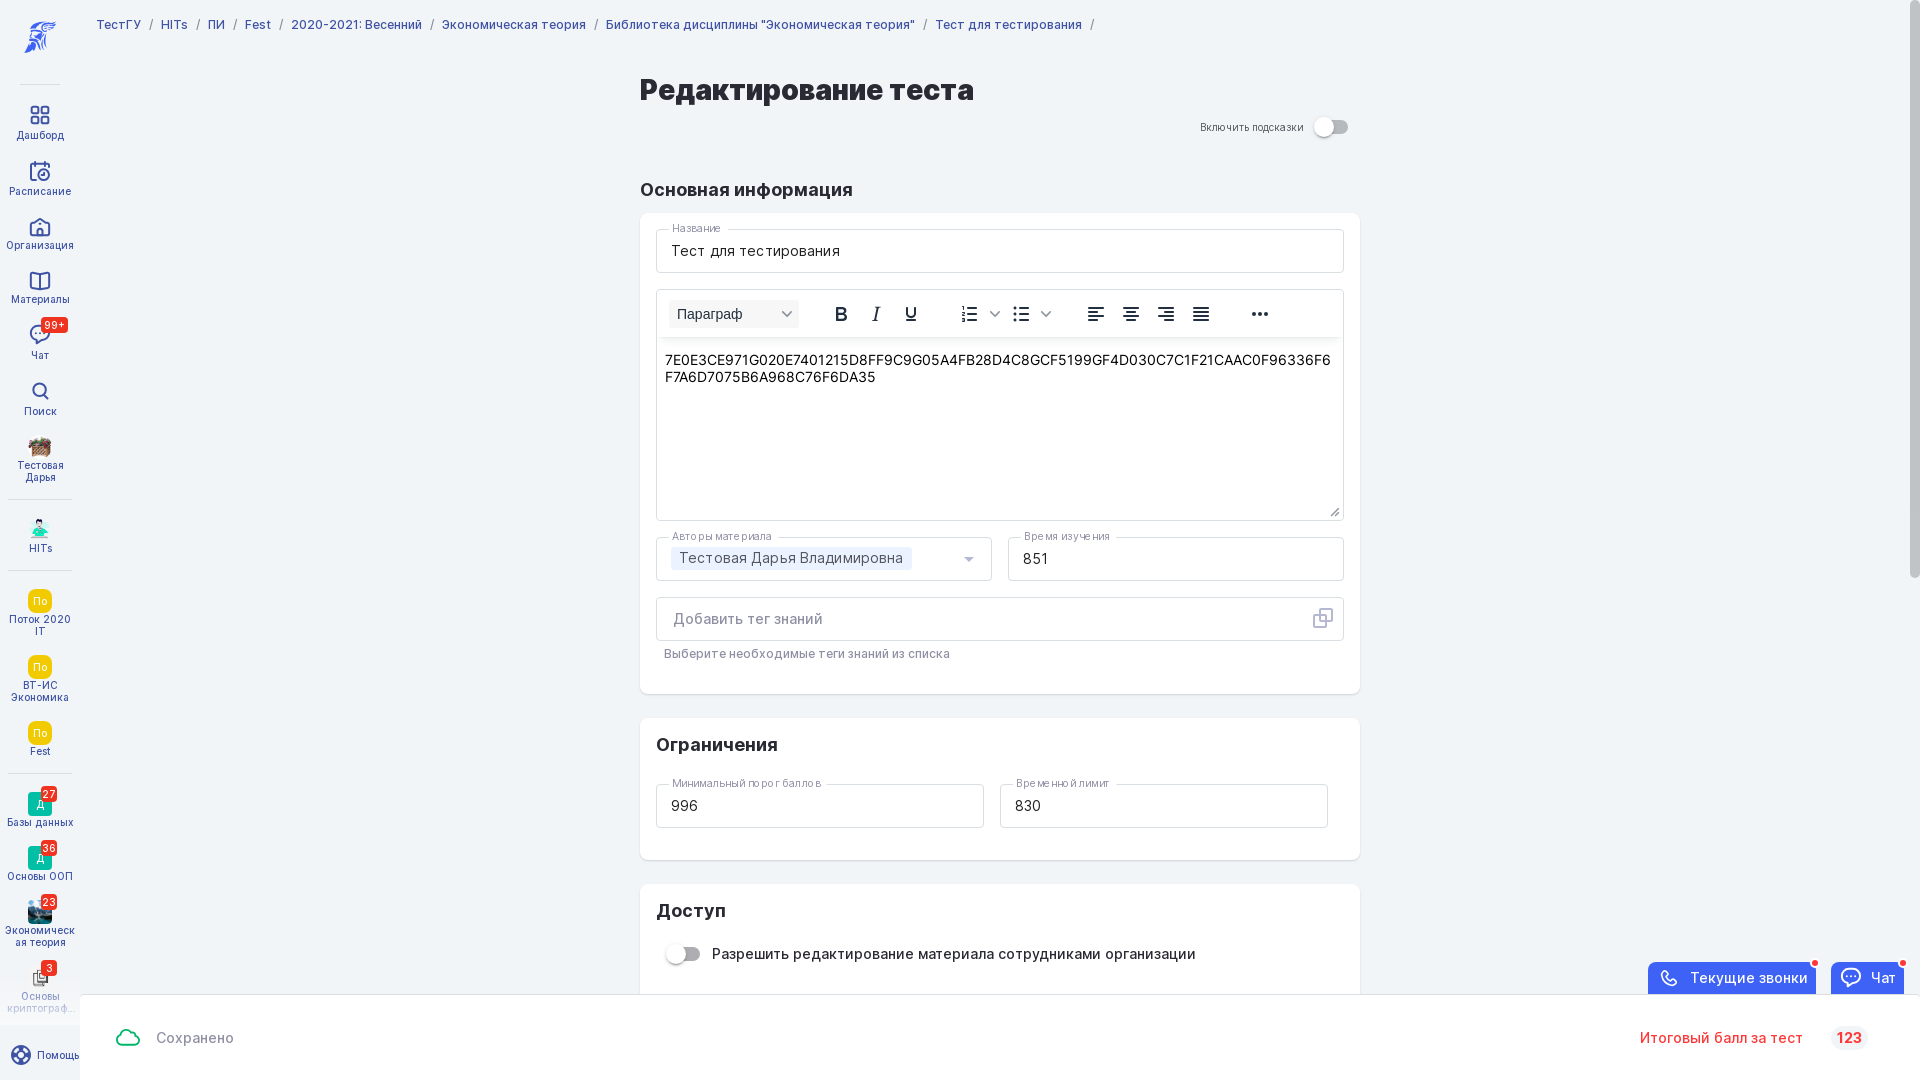 ТестГУ / HITs / ПИ / Fest / 2020-2021: Весенний / Экономическая теория / Библиотека дисциплины "Экономическая теория" / Тест для тестирования /
Дашборд
Расписание
Организация
Материалы
99+
Чат
Поиск
Тестовая
Дарья
HITs
По
Поток 2020
IT
По
ВТ-ИС
Экономика
По
Fest
27
Д
Базы данных
36
Д
Основы ООП
23
Экономическ
ая теория
3
Основы
криптограф...
Помощь
Редактирование теста
Включить подсказки
Основная информация
Название
Тест для тестирования
Параграф
7E0E3CE971G020E7401215D8FF9C9G05A4FB28D4C8GCF5199GF4D030C7C1F21CAAC0F96336F6
F7A6D7075B6A968C76F6DA35
Авторы материала
Тестовая Дарья Владимировна
Время изучения
851
Добавить тег знаний
Выберите необходимые теги знаний из списка
Ограничения
Минимальный порог баллов
996
Временной лимит
830
Доступ
Разрешить редактирование материала сотрудниками организации
Текущие звонки
Чат
Сохранено
Итоговый балл за тест 123